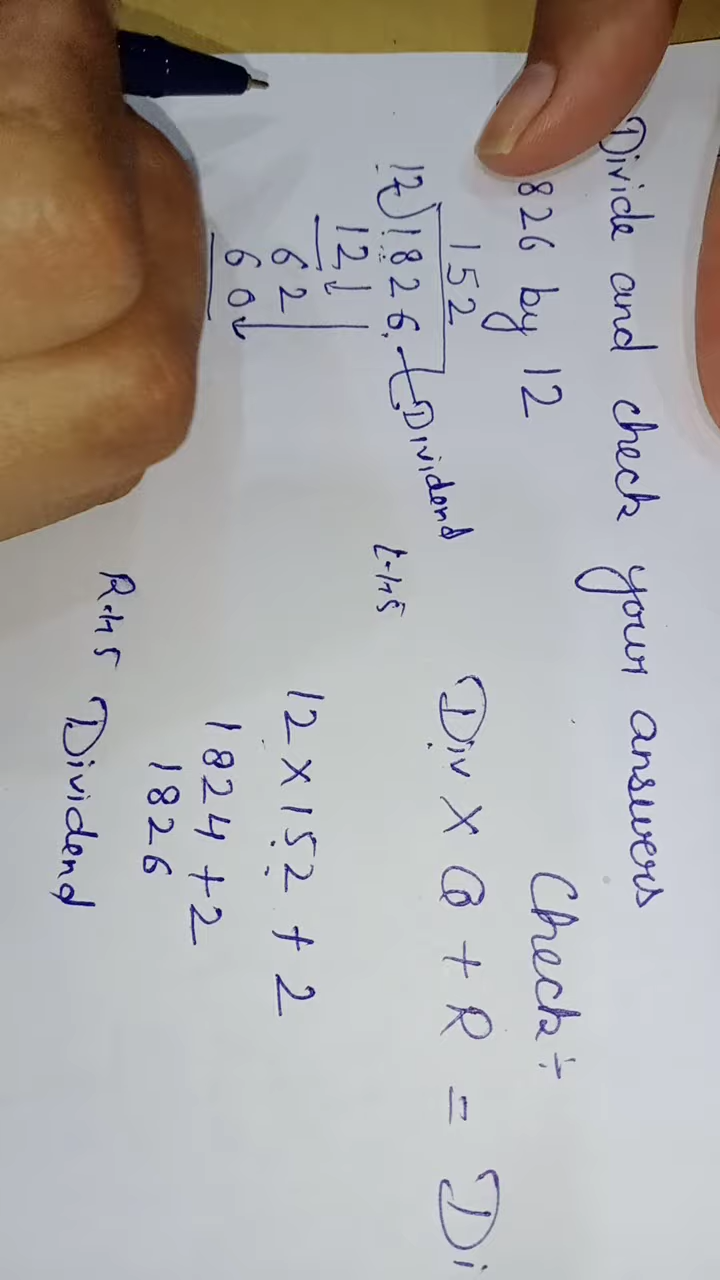 Divide and check your answers
826 by 12
Check :-
152
12)1826 Dividend
12
62
60
Div × Q + R = Di
L.H.S
12 × 152 + 2
1824 + 2
1826
R.H.S Dividend